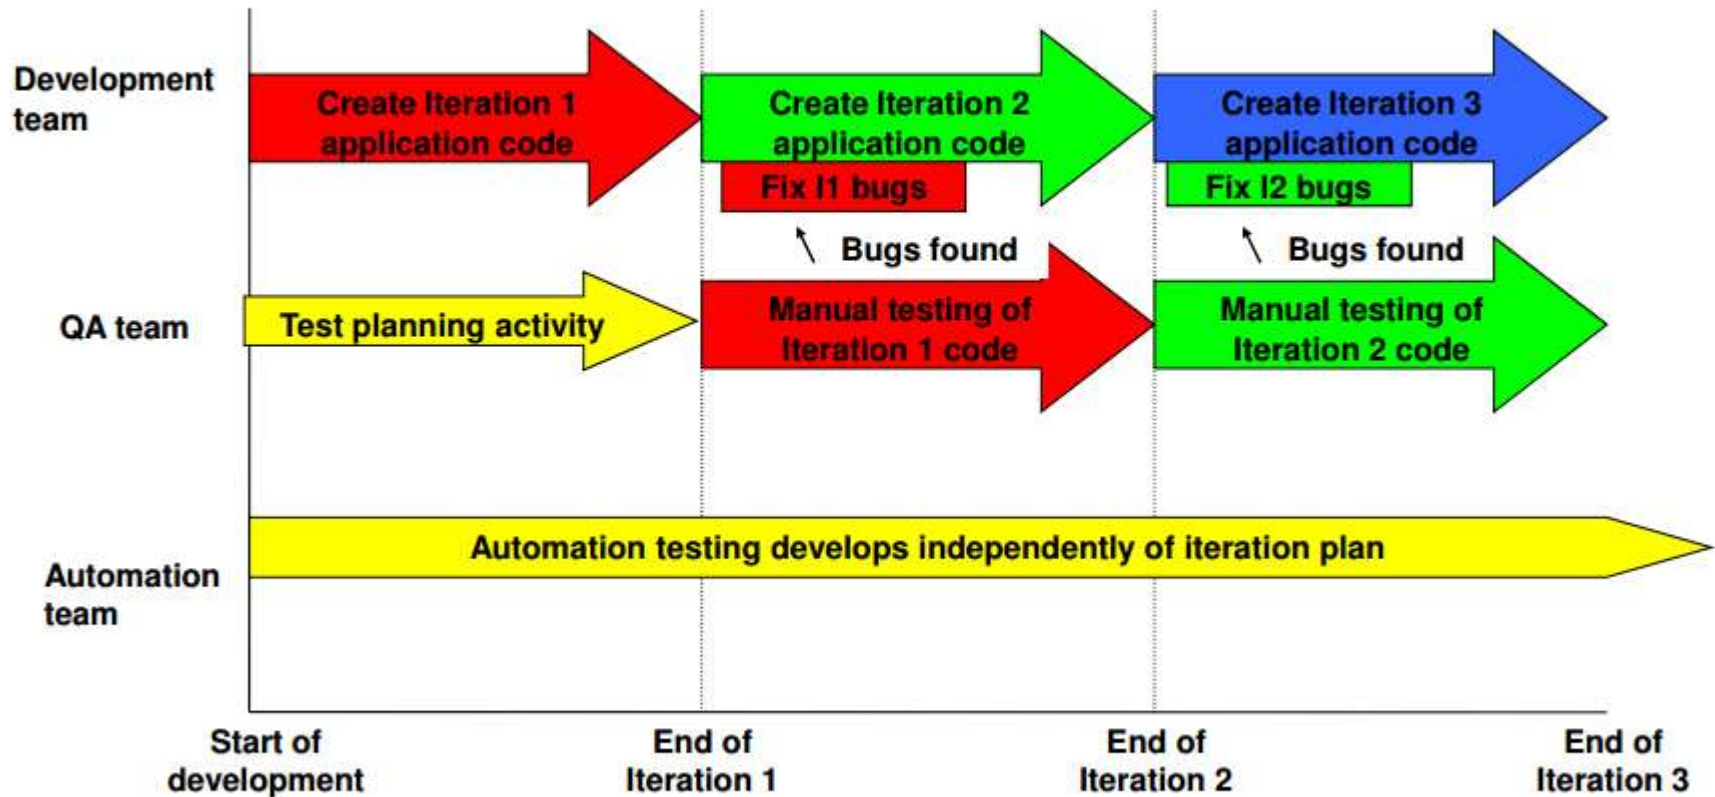 Development
team
Create Iteration 1
application code
Create Iteration 2
application code
Create Iteration 3
application code
Fix I1 bugs
Fix I2 bugs
Bugs found
Bugs found
QA team
Test planning activity
Manual testing of
Iteration 1 code
Manual testing of
Iteration 2 code
Automation
team
Automation testing develops independently of iteration plan
Start of
development
End of
Iteration 1
End of
Iteration 2
End of
Iteration 3